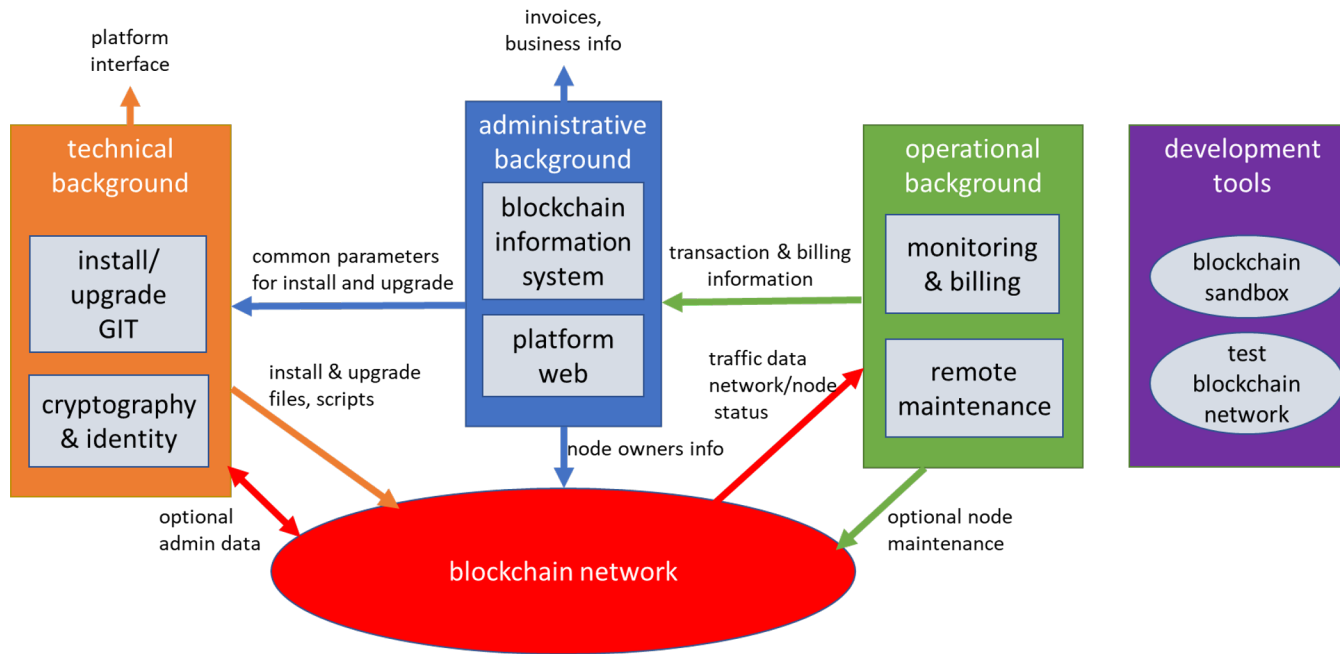 platform
interface
invoices,
business info
technical
background
install/
upgrade
GIT
cryptography
& identity
common parameters
for install and upgrade
install & upgrade
files, scripts
optional
admin data
administrative
background
blockchain
information
system
platform
web
node owners info
transaction & billing
information
traffic data
network/node
status
operational
background
monitoring
& billing
remote
maintenance
optional node
maintenance
development
tools
blockchain
sandbox
test
blockchain
network
blockchain network